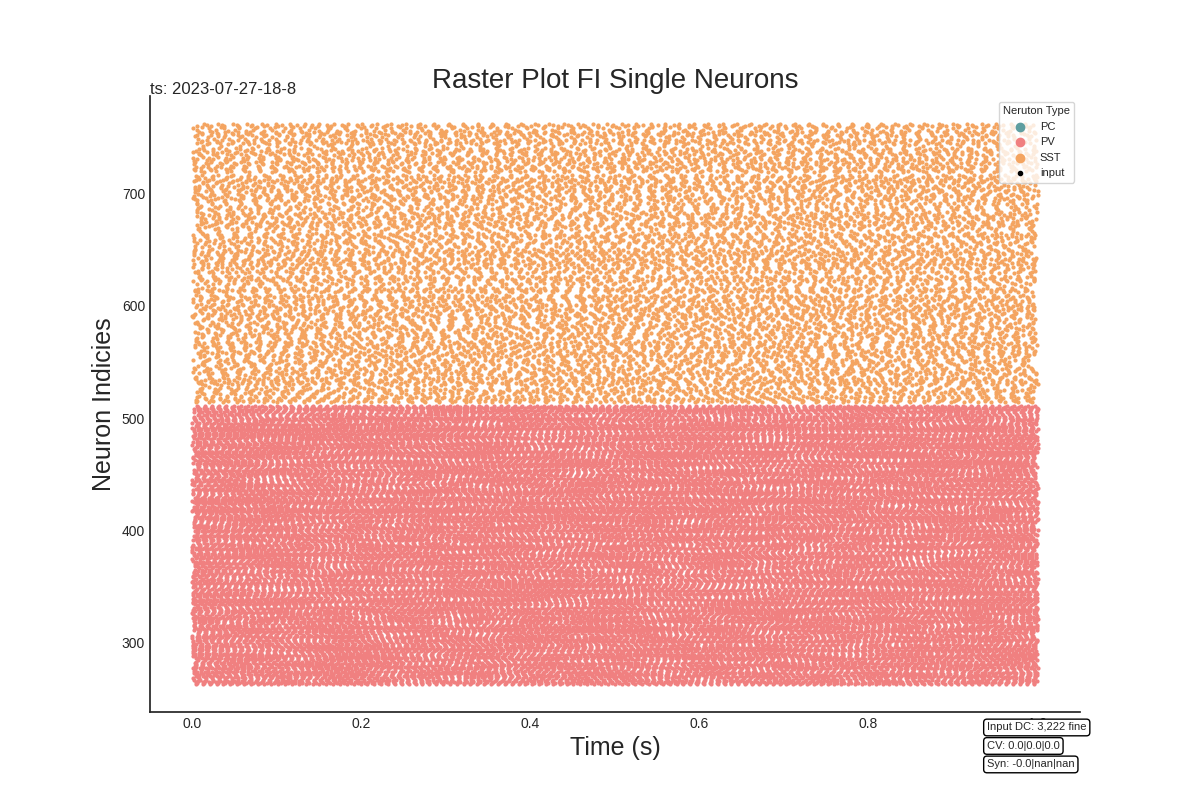 Raster Plot FI Single Neurons
ts: 2023-07-27-18-8
Neruton Type
PC
PV
SST
input
700
600
500
400
300
Neuron Indicies
0.0 0.2 0.4 0.6 0.8
Time (s)
Input DC: 3,222 fine
CV: 0.0|0.0|0.0
Syn: -0.0|nan|nan